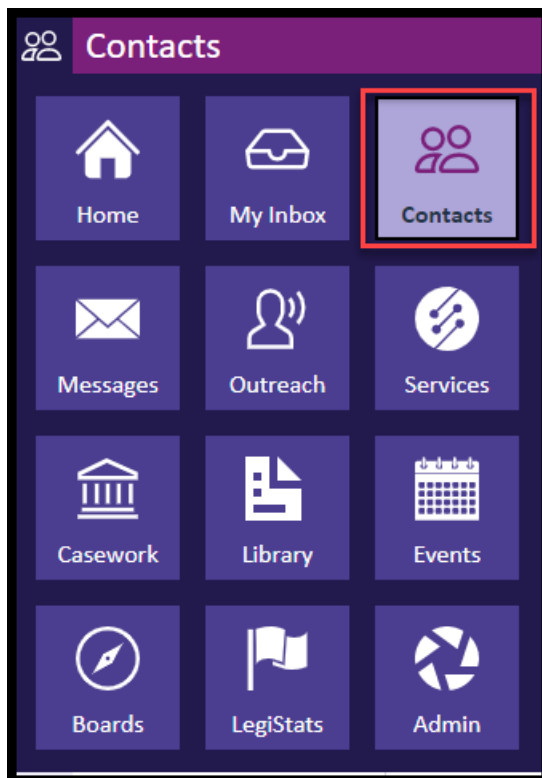 Contacts
Home
My Inbox
Contacts
Messages
Outreach
Services
Casework
Library
Events
Boards
LegiStats
Admin